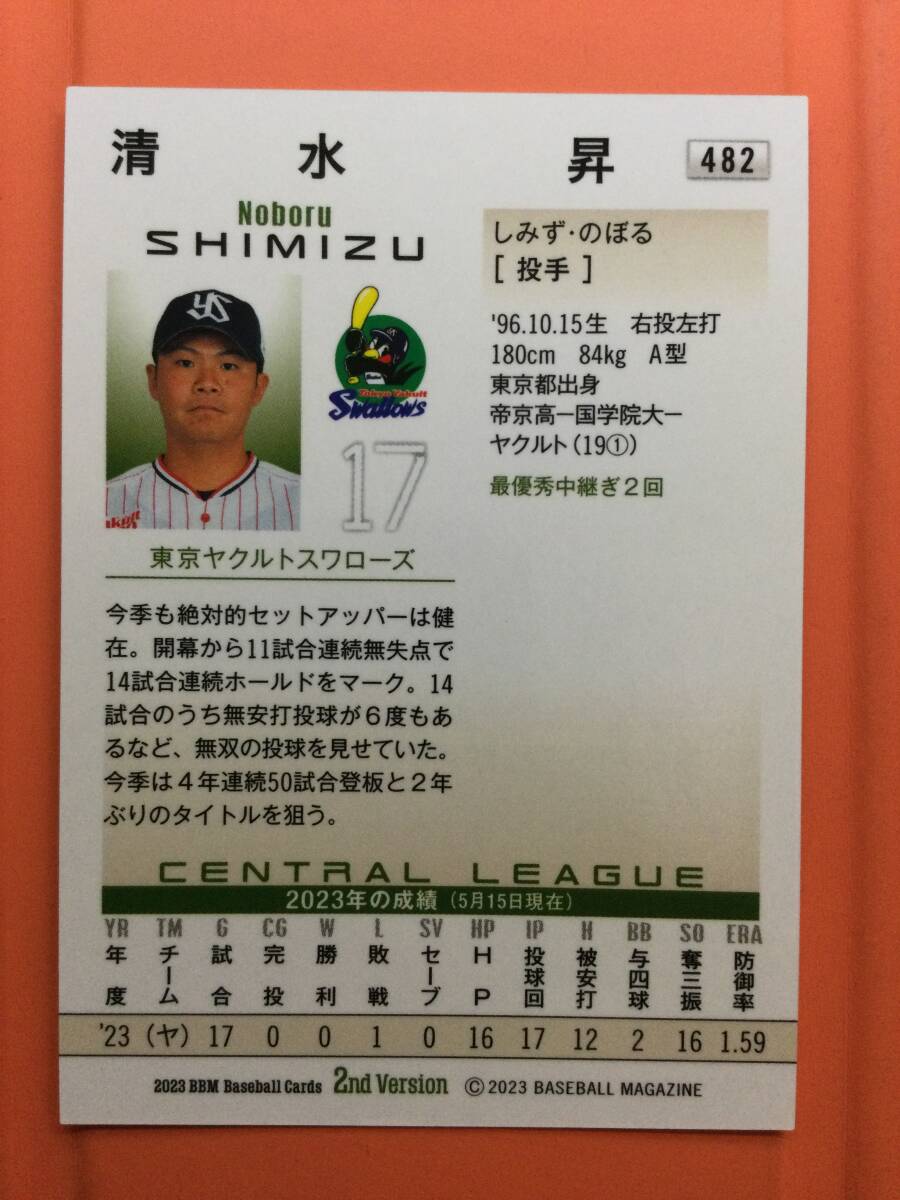 清水 昇 482
Noboru
SHIMIZU
しみず・のぼる
[ 投手 ]
YS
Tokyo Yakult
Swallows
17
'96.10.15生 右投左打
180cm 84kg A型
東京都出身
帝京高ー国学院大ー
ヤクルト(19①)
最優秀中継ぎ2回
東京ヤクルトスワローズ
今季も絶対的セットアッパーは健
在。開幕から11試合連続無失点で
14試合連続ホールドをマーク。14
試合のうち無安打投球が6度もあ
るなど、無双の投球を見せていた。
今季は4年連続50試合登板と2年
ぶりのタイトルを狙う。
CENTRAL LEAGUE
2023年の成績(5月15日現在)
YR TM G CG W L SV HP IP H BB SO ERA
年度 チーム 試合 完投 勝利 敗戦 セーブ HP 投球回 被安打 与四球 奪三振 防御率
'23 (ヤ) 17 0 0 1 0 16 17 12 2 16 1.59
2023 BBM Baseball Cards 2nd Version ©2023 BASEBALL MAGAZINE